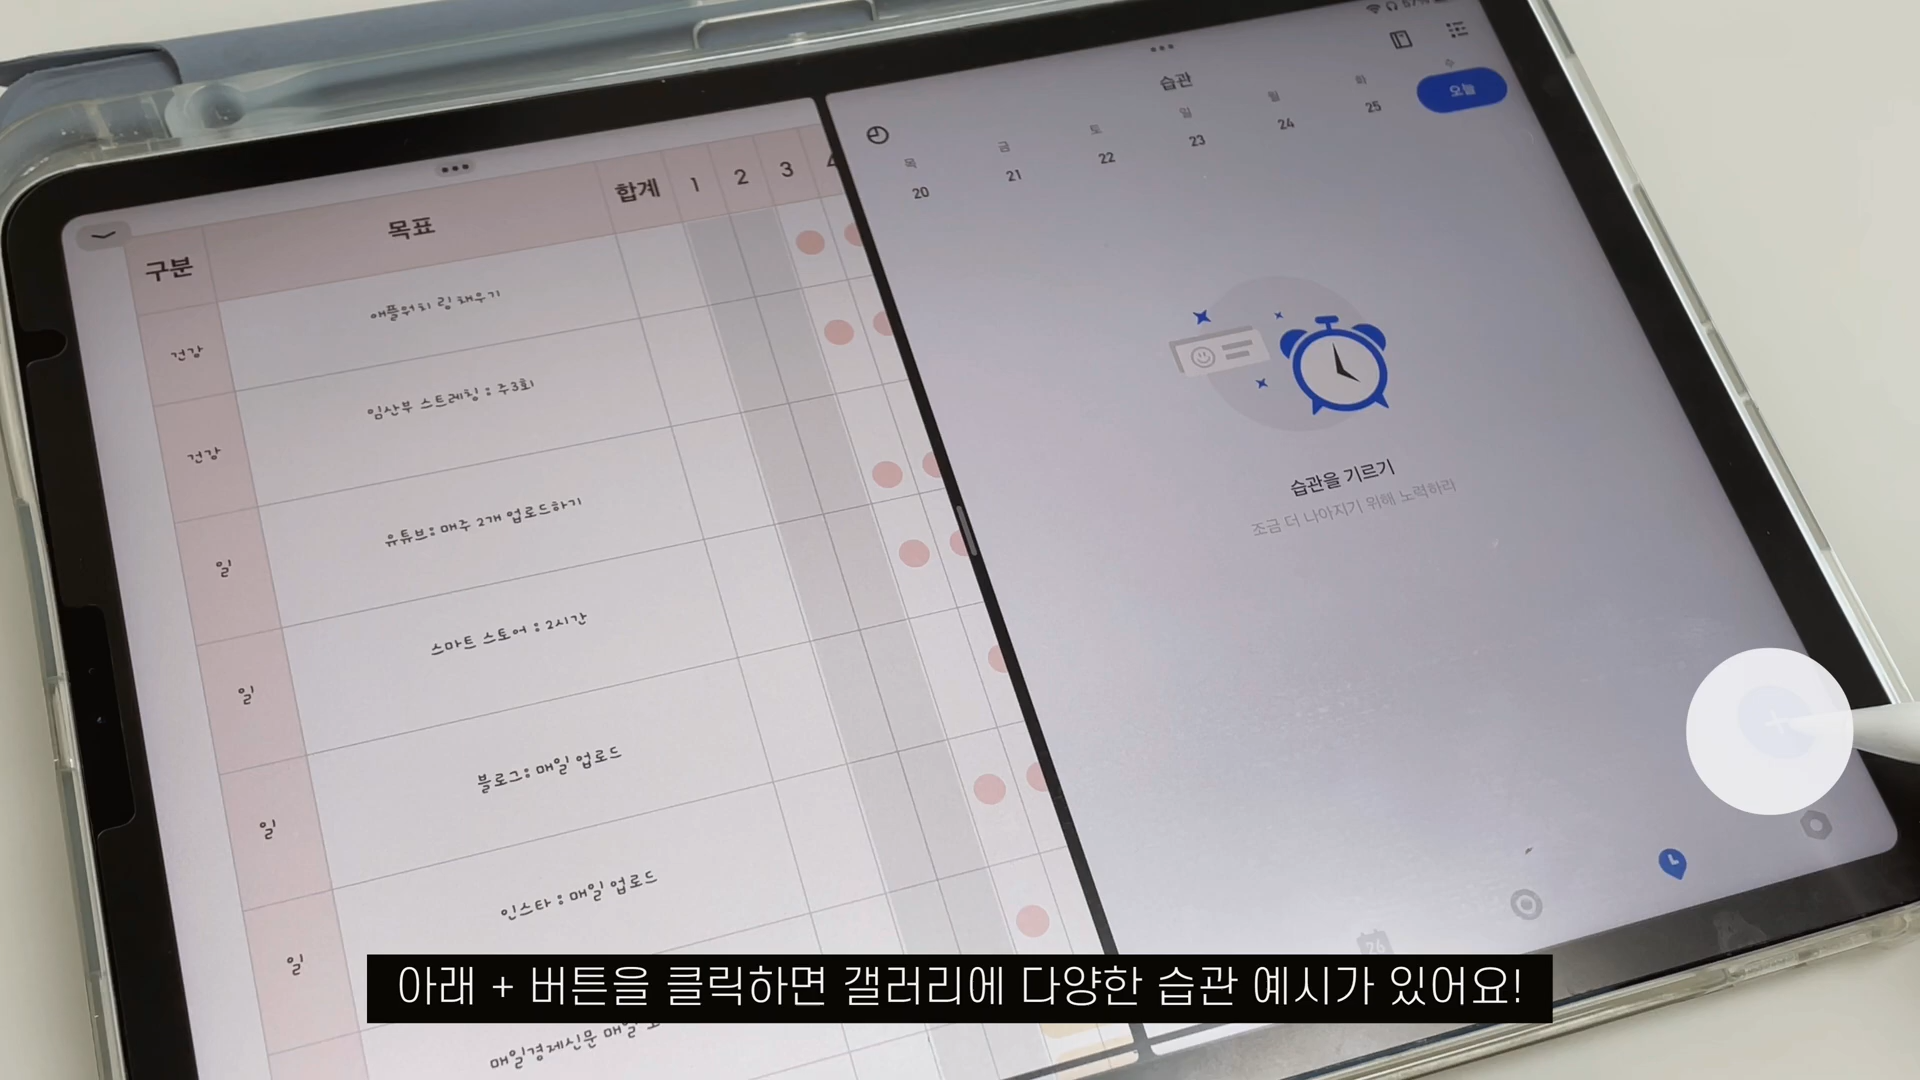 구분 목표 합계 1 2 3 4
건강 애플워치 링 채우기
건강 임산부 스트레칭 : 주3회
일 유튜브: 매주 2개 업로드하기
일 스마트 스토어 : 2시간
일 블로그: 매일 업로드
일 인스타 : 매일 업로드
매일경제신문 매일
57%
습관
목 금 토 일 월 화 수
20 21 22 23 24 25 오늘
습관을 기르기
조금 더 나아지기 위해 노력하라
26
아래 + 버튼을 클릭하면 갤러리에 다양한 습관 예시가 있어요!